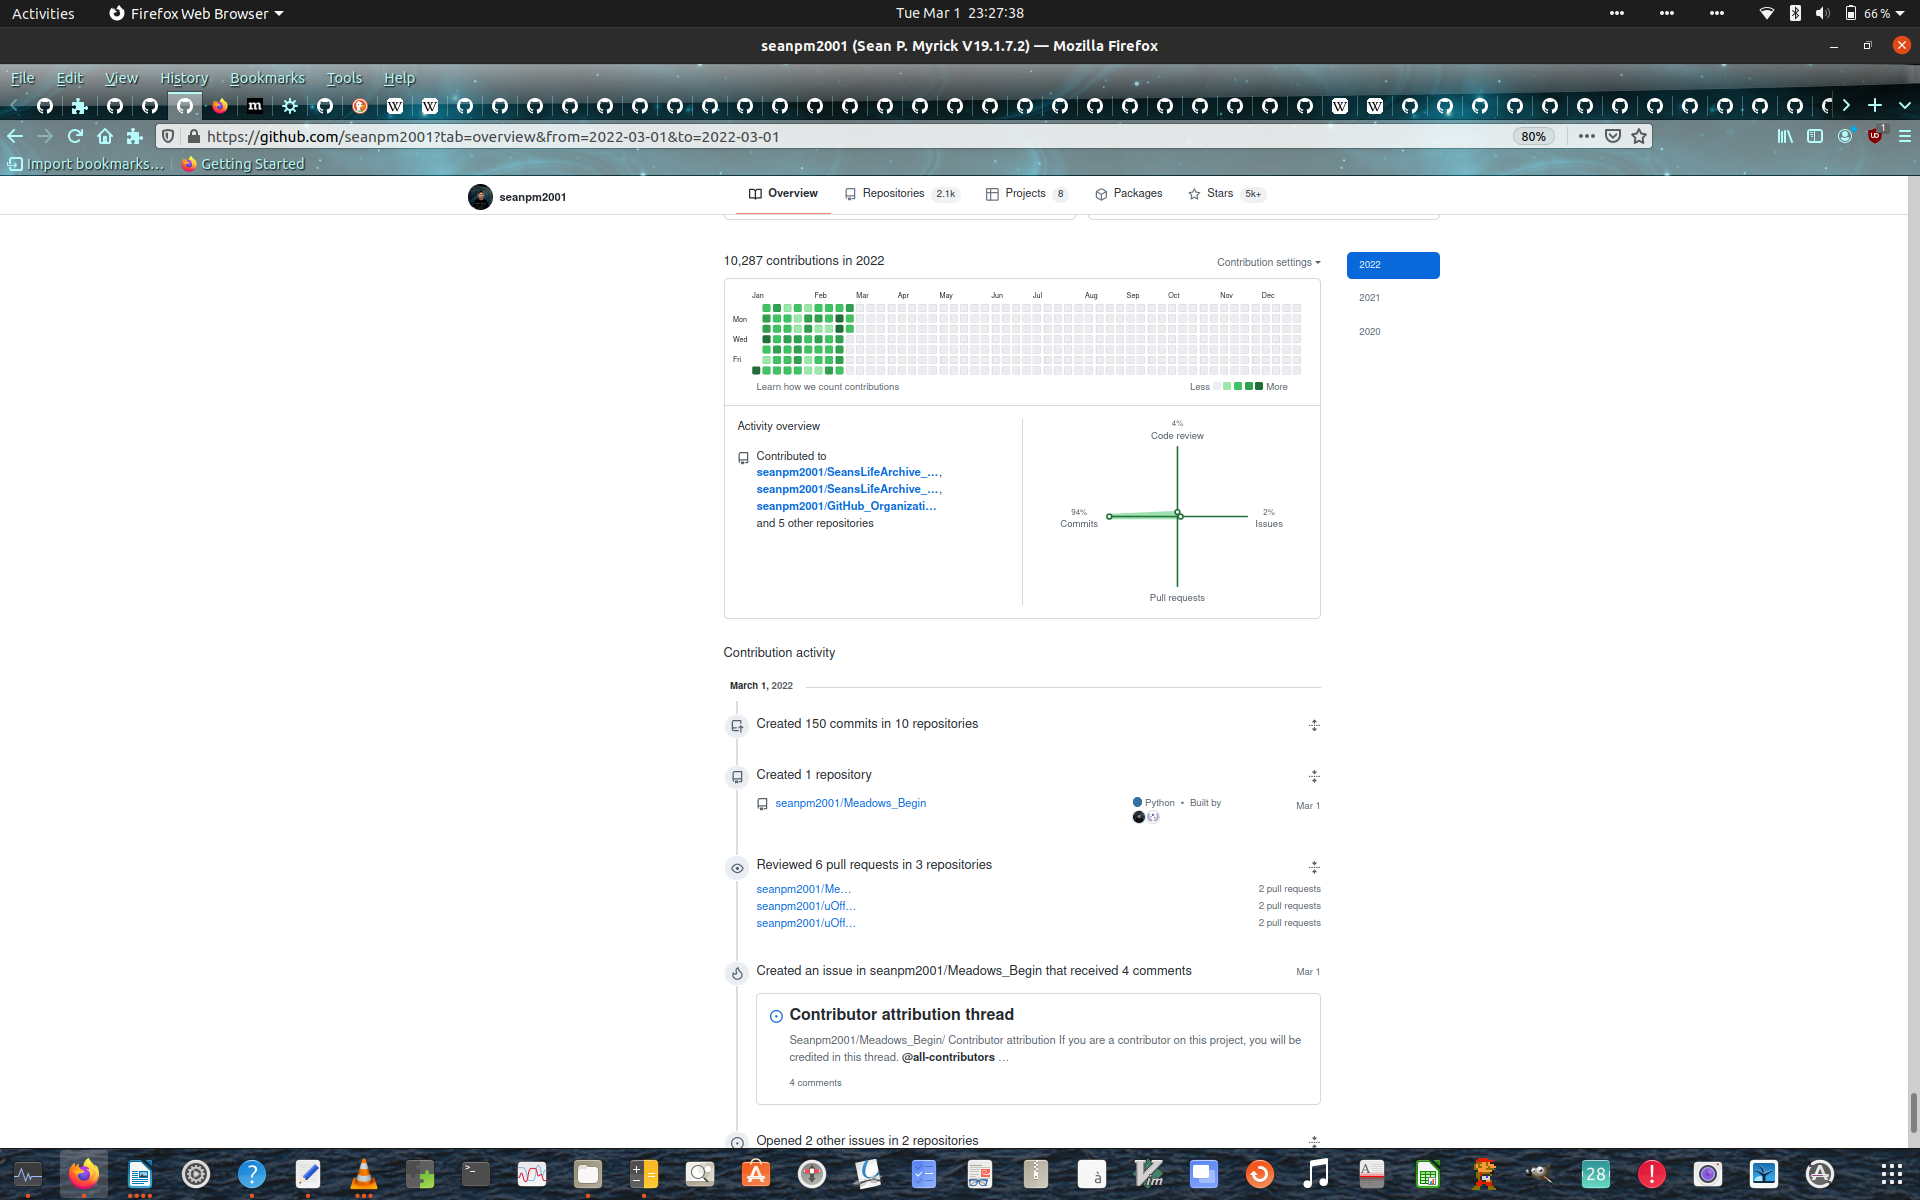 Activities
Firefox Web Browser
Tue Mar 1 23:27:38
66 %
seanpm2001 (Sean P. Myrick V19.1.7.2) — Mozilla Firefox
File Edit View History Bookmarks Tools Help
https://github.com/seanpm2001?tab=overview&from=2022-03-01&to=2022-03-01
80%
1
Import bookmarks...
Getting Started
seanpm2001
Overview
Repositories 2.1k
Projects 8
Packages
Stars 5k+
10,287 contributions in 2022
Contribution settings
2022
2021
2020
Jan Feb Mar Apr May Jun Jul Aug Sep Oct Nov Dec
Mon
Wed
Fri
Learn how we count contributions
Less More
Activity overview
Contributed to
seanpm2001/SeansLifeArchive_...,
seanpm2001/SeansLifeArchive_...,
seanpm2001/GitHub_Organizati...
and 5 other repositories
4%
Code review
94%
Commits
2%
Issues
Pull requests
Contribution activity
March 1, 2022
Created 150 commits in 10 repositories
Created 1 repository
seanpm2001/Meadows_Begin
Python • Built by
Mar 1
Reviewed 6 pull requests in 3 repositories
seanpm2001/Me... 2 pull requests
seanpm2001/uOff... 2 pull requests
seanpm2001/uOff... 2 pull requests
Created an issue in seanpm2001/Meadows_Begin that received 4 comments
Mar 1
Contributor attribution thread
Seanpm2001/Meadows_Begin/ Contributor attribution If you are a contributor on this project, you will be
credited in this thread. @all-contributors ...
4 comments
Opened 2 other issues in 2 repositories
28